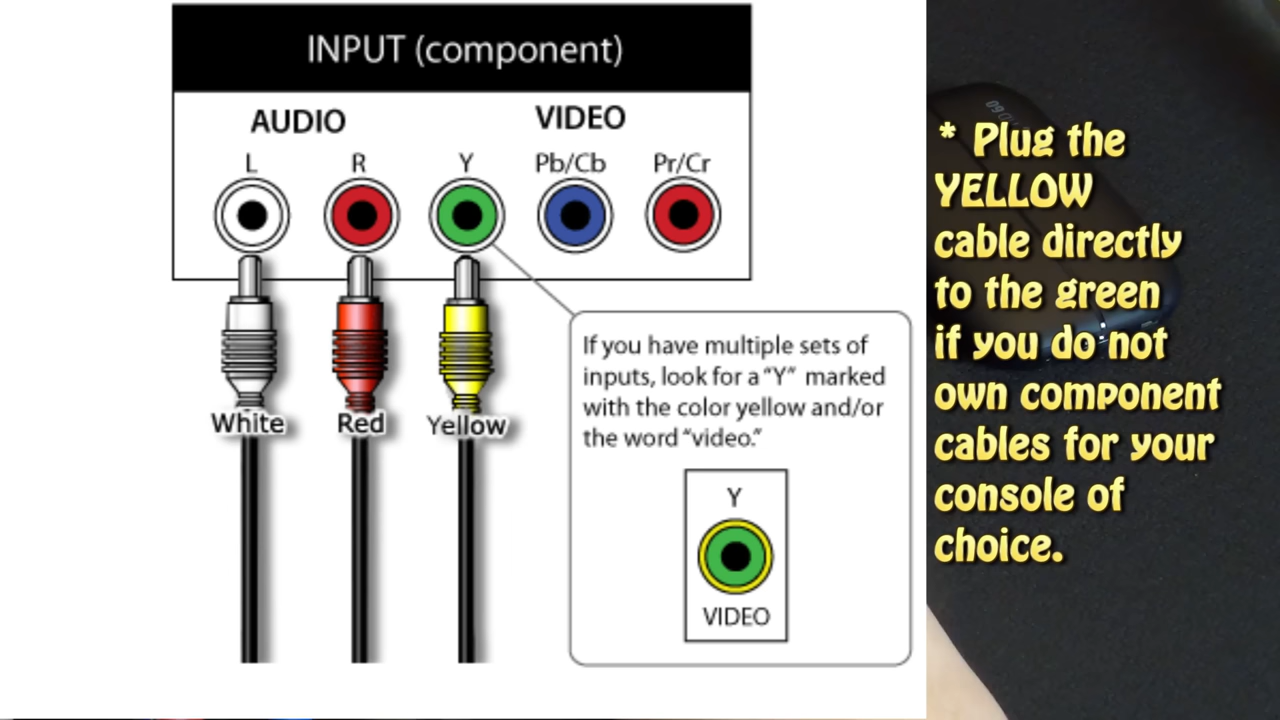 INPUT (component)
AUDIO
VIDEO
L
R
Y
Pb/Cb
Pr/Cr
White
Red
Yellow
If you have multiple sets of
inputs, look for a "Y" marked
with the color yellow and/or
the word "video."
Y
VIDEO
* Plug the
YELLOW
cable directly
to the green
if you do not
own component
cables for your
console of
choice.